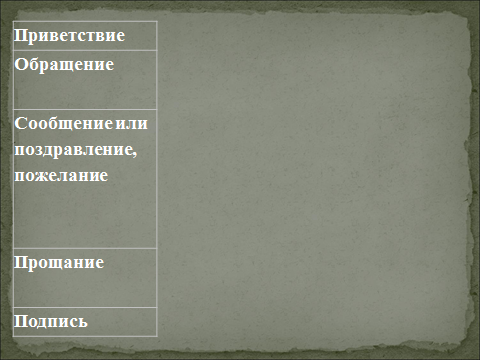 Приветствие
Обращение
Сообщение или
поздравление,
пожелание
Прощание
Подпись